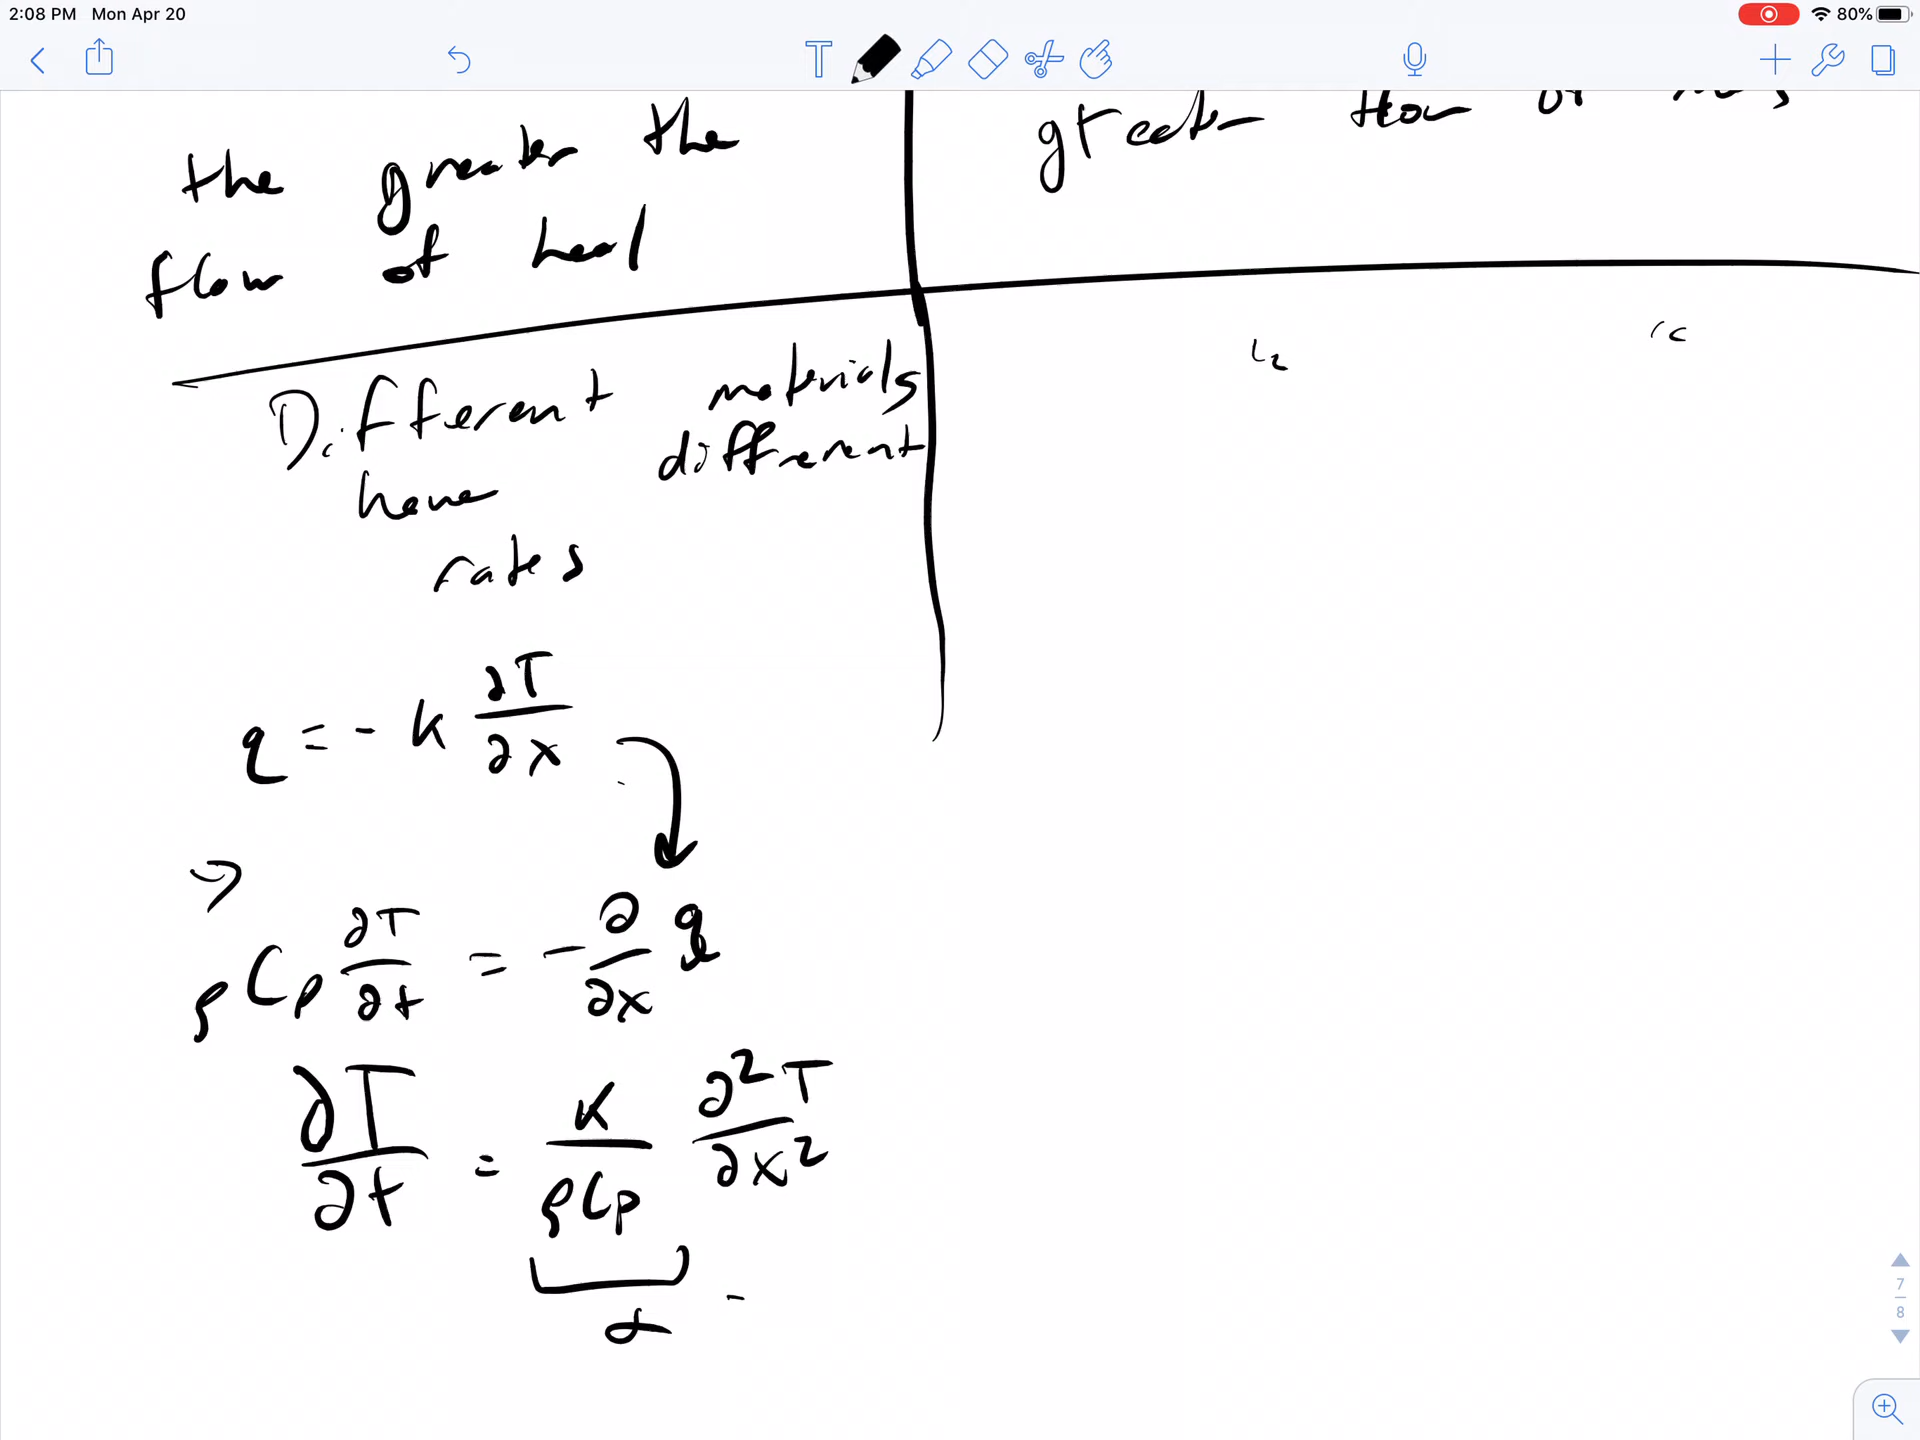 2:08 PM Mon Apr 20
80%
T
the greater the
flow of heat
greater flow of
Different materials
have different
rates
q = - k ∂T/∂x
⇒
ρ Cp ∂T/∂t = - ∂/∂x q
∂T/∂t = K/ρCp ∂²T/∂x²
α -
7
8